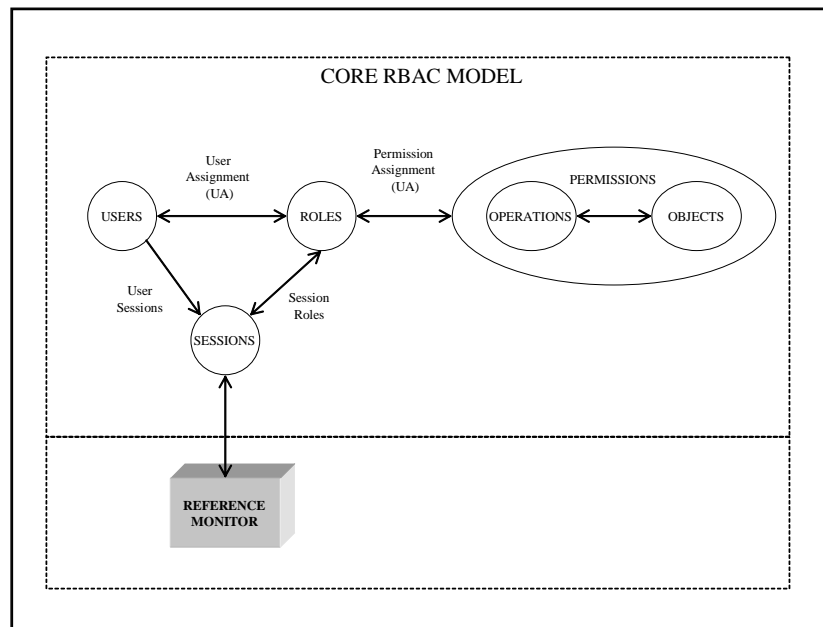 CORE RBAC MODEL
User
Assignment
(UA)
Permission
Assignment
(UA)
PERMISSIONS
USERS
ROLES
OPERATIONS
OBJECTS
User
Sessions
Session
Roles
SESSIONS
REFERENCE
MONITOR